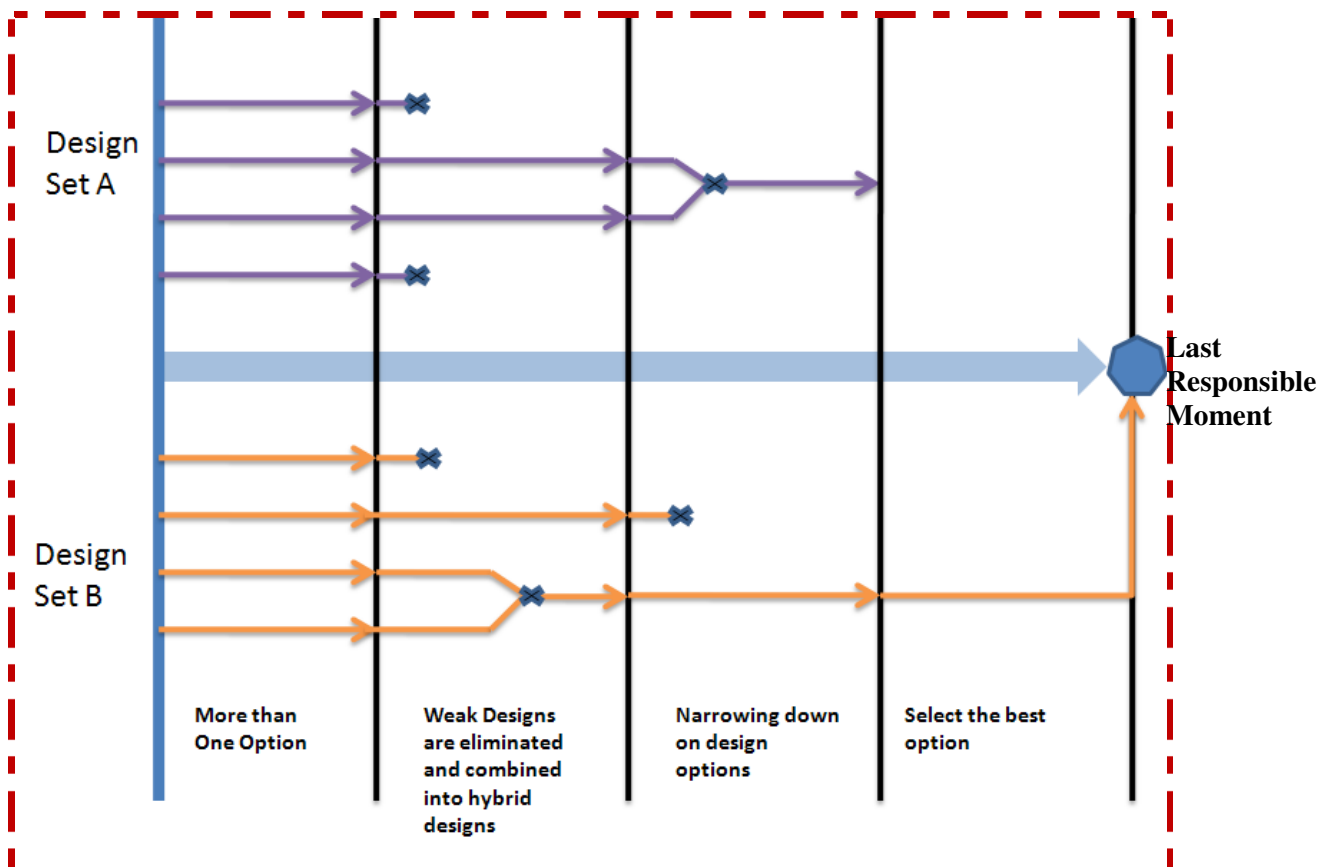 Design
Set A
Last
Responsible
Moment
Design
Set B
More than
One Option
Weak Designs
are eliminated
and combined
into hybrid
designs
Narrowing down
on design
options
Select the best
option